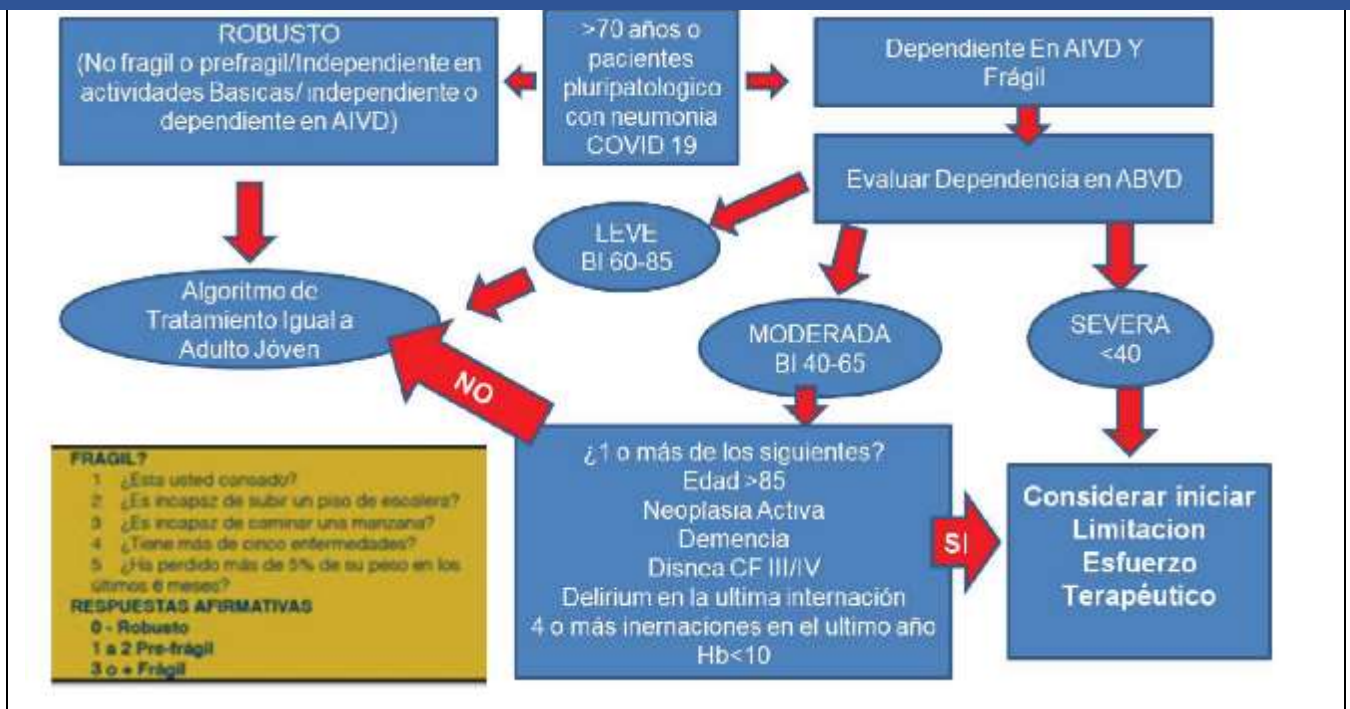 ROBUSTO
(No fragil o prefragil/Independiente en
actividades Basicas/ independiente o
dependiente en AIVD)
>70 años o
pacientes
pluripatologico
con neumonia
COVID 19
Dependiente En AIVD Y
Frágil
Evaluar Dependencia en ABVD
LEVE
BI 60-85
Algoritmo de
Tratamiento Igual a
Adulto Jóven
MODERADA
BI 40-65
SEVERA
<40
NO
¿1 o más de los siguientes?
Edad >85
Neoplasia Activa
Demencia
Disnea CF III/IV
Delirium en la ultima internación
4 o más inernaciones en el ultimo año
Hb<10
SI
Considerar iniciar
Limitacion
Esfuerzo
Terapéutico
FRAGIL?
1 ¿Esta usted cansado?
2 ¿Es incapaz de subir un piso de escalera?
3 ¿Es incapaz de caminar una manzana?
4 ¿Tiene más de cinco enfermedades?
5 ¿Ha perdido más de 5% de su peso en los
últimos 6 meses?
RESPUESTAS AFIRMATIVAS
0 - Robusto
1 a 2 Pre-frágil
3 o + Frágil